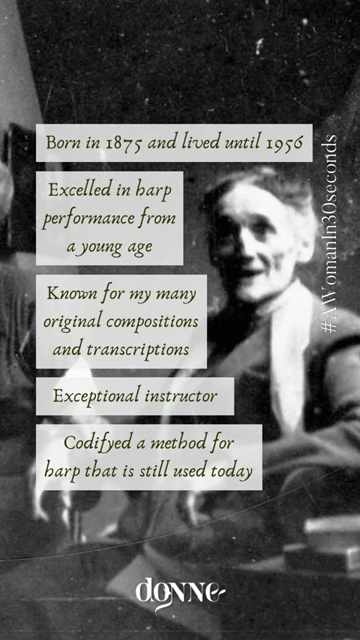 Born in 1875 and lived until 1956
Excelled in harp
performance from
a young age
Known for my many
original compositions
and transcriptions
Exceptional instructor
Codifyed a method for
harp that is still used today
#AWomanIn30seconds
donne